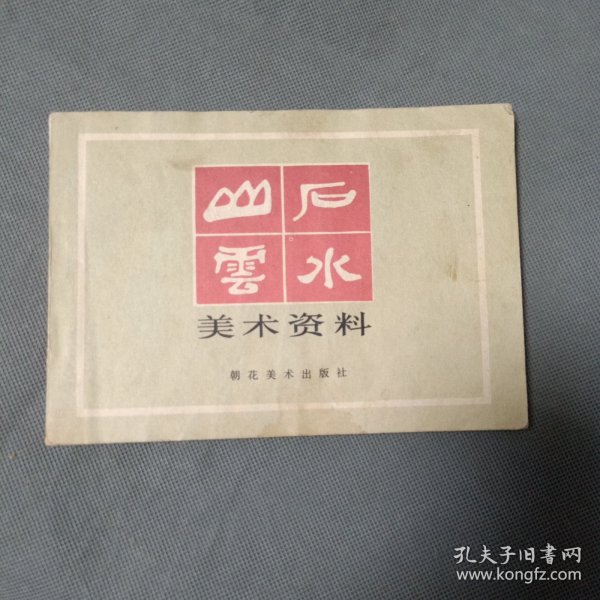 山石
雲水
美术资料
朝花美术出版社
孔夫子旧书网
www.kongfz.com